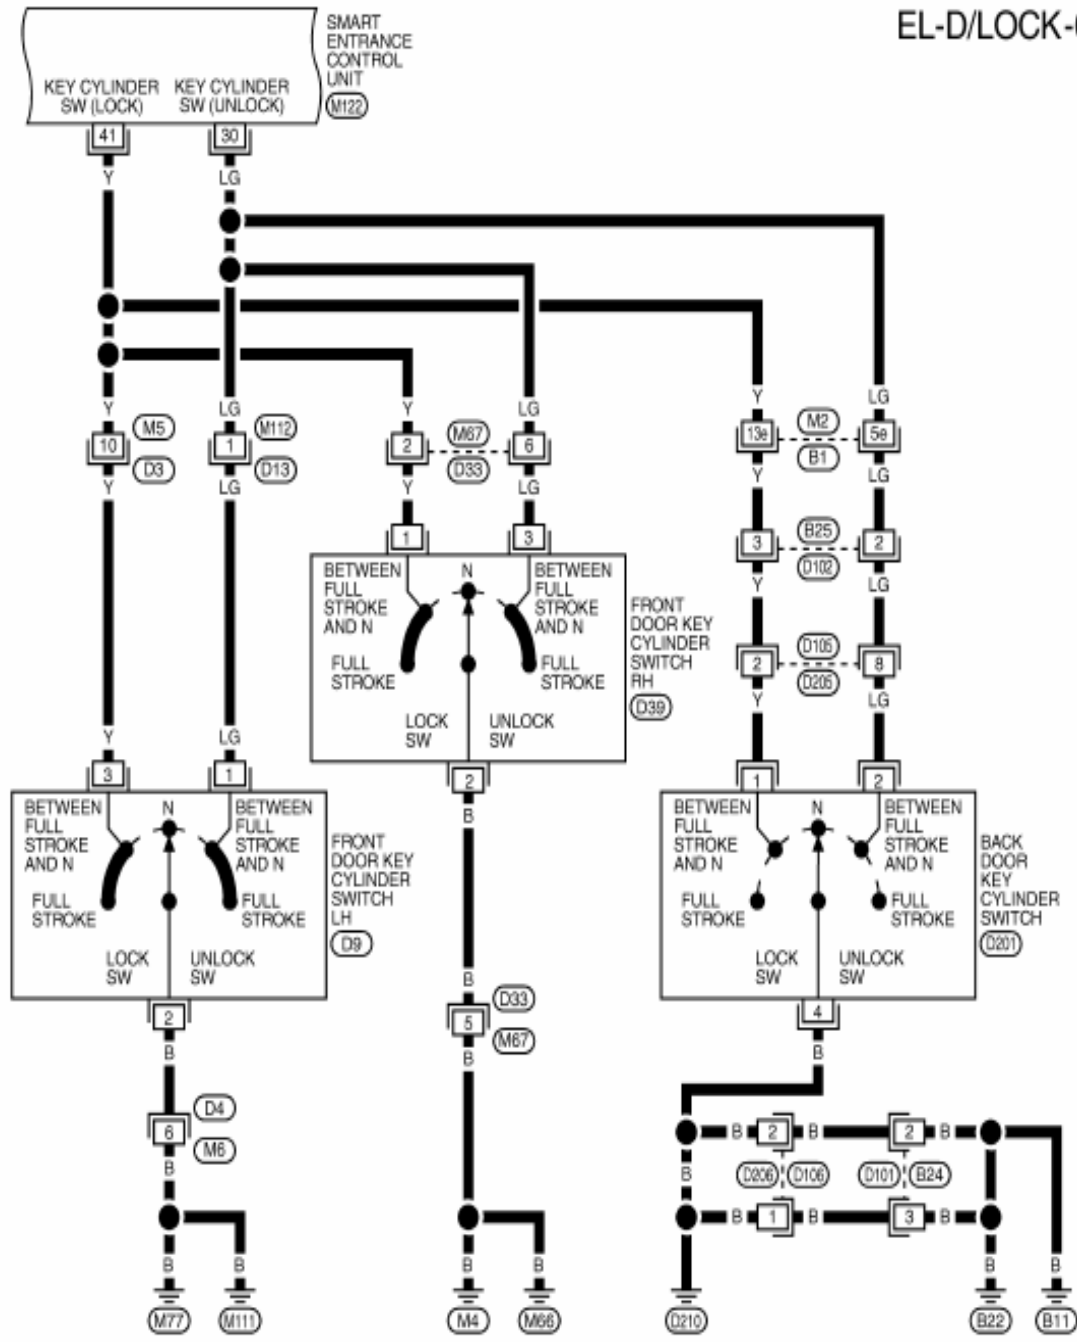 EL-D/LOCK-
SMART
ENTRANCE
CONTROL
UNIT
M122
KEY CYLINDER
SW (LOCK)
KEY CYLINDER
SW (UNLOCK)
41
30
Y
LG
Y
LG
Y
LG
Y
LG
10
M5
D3
1
M112
D13
2
M67
D33
6
13e
M2
B1
5e
Y
LG
Y
LG
Y
LG
3
B25
D102
2
Y
LG
2
D105
D205
8
Y
LG
1
3
BETWEEN
FULL
STROKE
AND N
N
BETWEEN
FULL
STROKE
AND N
FULL
STROKE
FULL
STROKE
LOCK
SW
UNLOCK
SW
FRONT
DOOR KEY
CYLINDER
SWITCH
RH
D39
2
B
Y
LG
3
1
BETWEEN
FULL
STROKE
AND N
N
BETWEEN
FULL
STROKE
AND N
FULL
STROKE
FULL
STROKE
LOCK
SW
UNLOCK
SW
FRONT
DOOR KEY
CYLINDER
SWITCH
LH
D9
2
B
1
2
BETWEEN
FULL
STROKE
AND N
N
BETWEEN
FULL
STROKE
AND N
FULL
STROKE
FULL
STROKE
LOCK
SW
UNLOCK
SW
BACK
DOOR
KEY
CYLINDER
SWITCH
D201
4
B
B
5
D33
M67
B
6
D4
M6
B
B
2
B
2
B
B
D206
D106
D101
B24
B
1
B
3
B
B
B
B
B
B
B
M77
M111
M4
M66
D210
B22
B11